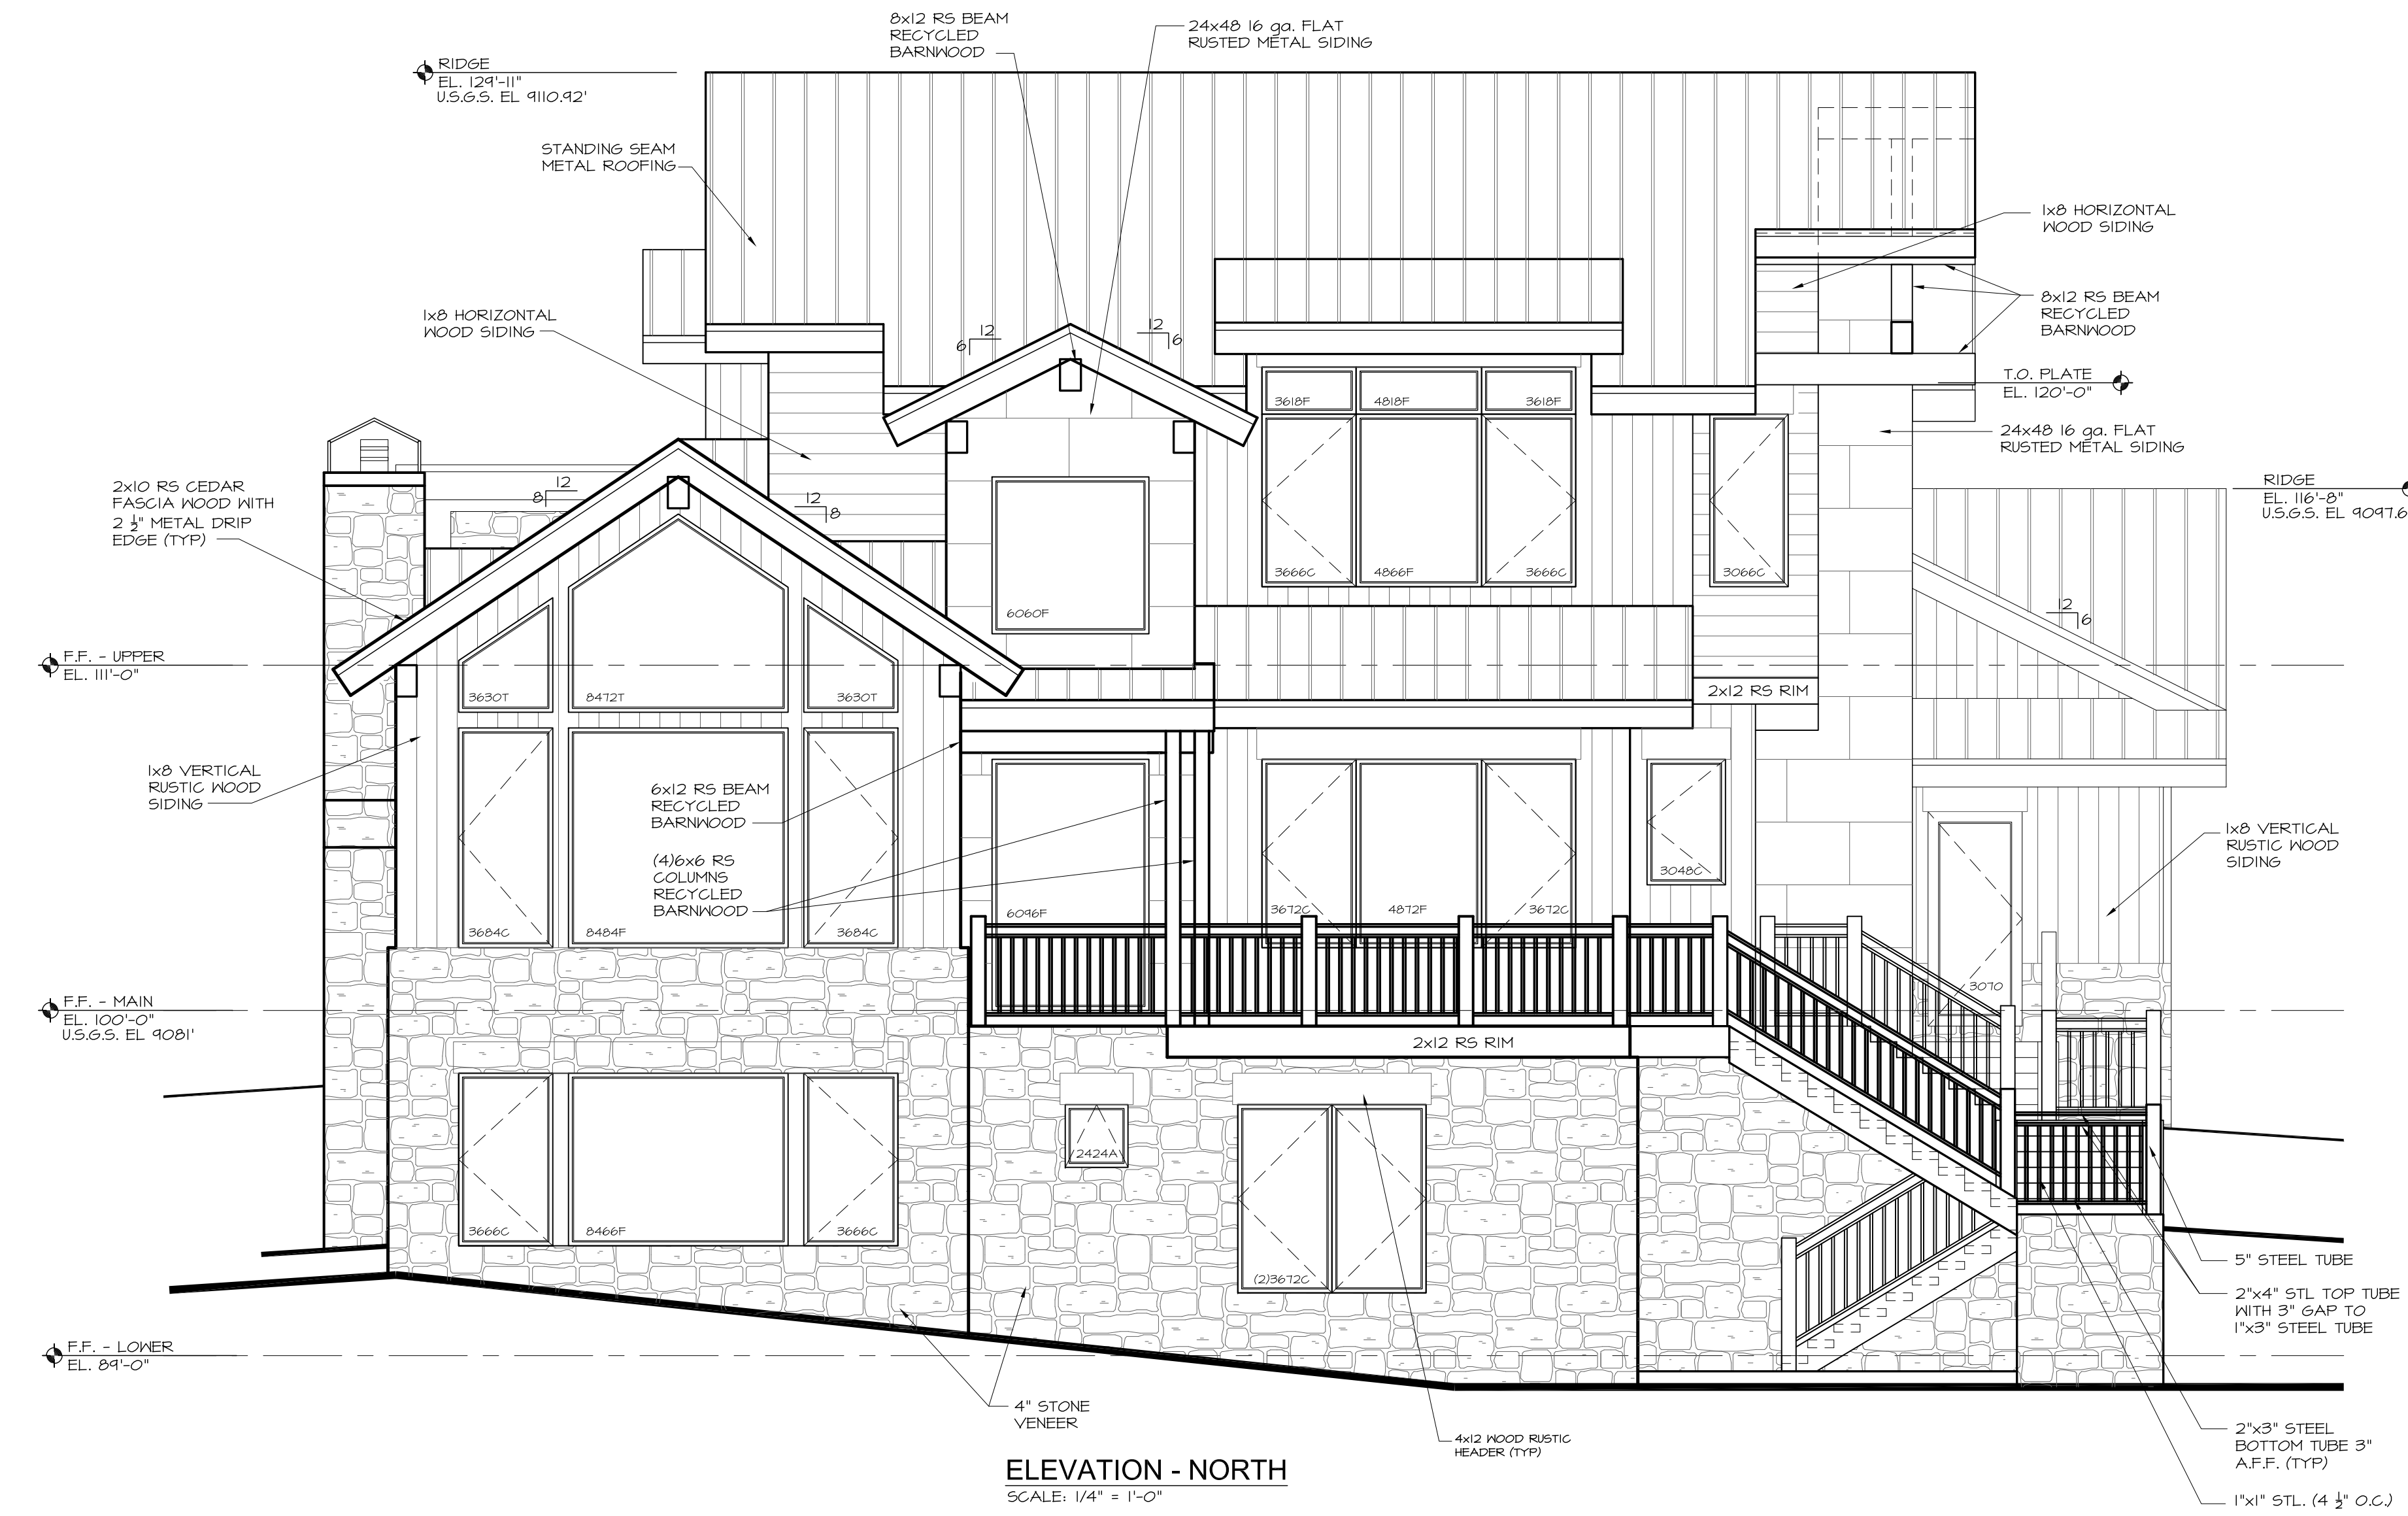 8x12 RS BEAM
RECYCLED
BARNWOOD
24x48 16 ga. FLAT
RUSTED METAL SIDING
RIDGE
EL. 129'-11"
U.S.G.S. EL 9110.92'
STANDING SEAM
METAL ROOFING
1x8 HORIZONTAL
WOOD SIDING
1x8 HORIZONTAL
WOOD SIDING
8x12 RS BEAM
RECYCLED
BARNWOOD
12
6
12
6
T.O. PLATE
EL. 120'-0"
3618F
4818F
3618F
24x48 16 ga. FLAT
RUSTED METAL SIDING
2x10 RS CEDAR
FASCIA WOOD WITH
2 ½" METAL DRIP
EDGE (TYP)
12
8
12
8
RIDGE
EL. 116'-8"
U.S.G.S. EL 9097.6
3666C
4866F
3666C
3066C
6060F
12
6
F.F. - UPPER
EL. 111'-0"
3630T
8472T
3630T
2x12 RS RIM
1x8 VERTICAL
RUSTIC WOOD
SIDING
6x12 RS BEAM
RECYCLED
BARNWOOD
(4)6x6 RS
COLUMNS
RECYCLED
BARNWOOD
1x8 VERTICAL
RUSTIC WOOD
SIDING
3048C
6096F
3672C
4872F
3672C
3684C
8484F
3684C
3070
F.F. - MAIN
EL. 100'-0"
U.S.G.S. EL 9081'
2x12 RS RIM
2424A
3666C
8466F
3666C
(2)3672C
5" STEEL TUBE
2"x4" STL TOP TUBE
WITH 3" GAP TO
1"x3" STEEL TUBE
F.F. - LOWER
EL. 89'-0"
4" STONE
VENEER
4x12 WOOD RUSTIC
HEADER (TYP)
2"x3" STEEL
BOTTOM TUBE 3"
A.F.F. (TYP)
1"x1" STL. (4 ½" O.C.)
ELEVATION - NORTH
SCALE: 1/4" = 1'-0"